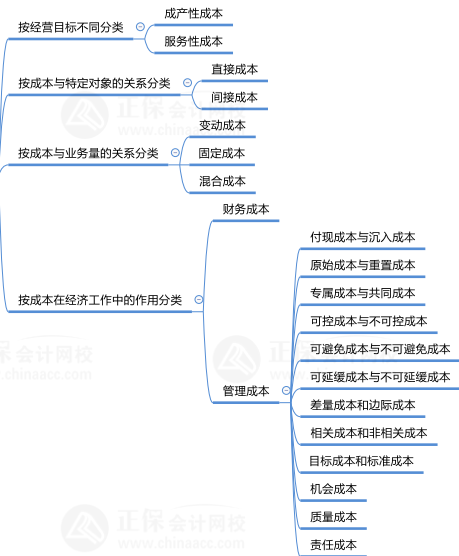 按经营目标不同分类
成产性成本
服务性成本
按成本与特定对象的关系分类
直接成本
间接成本
按成本与业务量的关系分类
变动成本
固定成本
混合成本
按成本在经济工作中的作用分类
财务成本
管理成本
付现成本与沉入成本
原始成本与重置成本
专属成本与共同成本
可控成本与不可控成本
可避免成本与不可避免成本
可延缓成本与不可延缓成本
差量成本和边际成本
相关成本和非相关成本
目标成本和标准成本
机会成本
质量成本
责任成本
正保会计网校
www.chinaacc.com